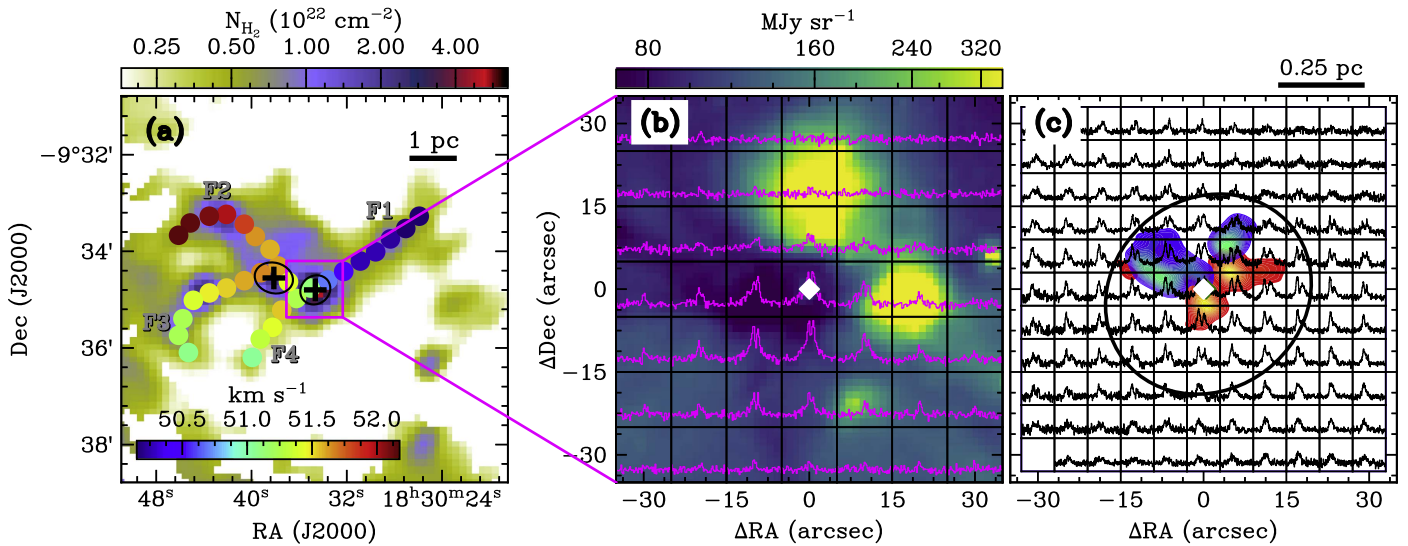 N_H₂ (10²² cm⁻²)
0.25 0.50 1.00 2.00 4.00
(a)
1 pc
−9°32′
34′
36′
38′
Dec (J2000)
F2
F1
F3
F4
km s⁻¹
50.5 51.0 51.5 52.0
48ˢ 40ˢ 32ˢ 18ʰ30ᵐ24ˢ
RA (J2000)
MJy sr⁻¹
80 160 240 320
(b)
30
15
0
−15
−30
ΔDec (arcsec)
−30 −15 0 15 30
ΔRA (arcsec)
0.25 pc
(c)
−30 −15 0 15 30
ΔRA (arcsec)